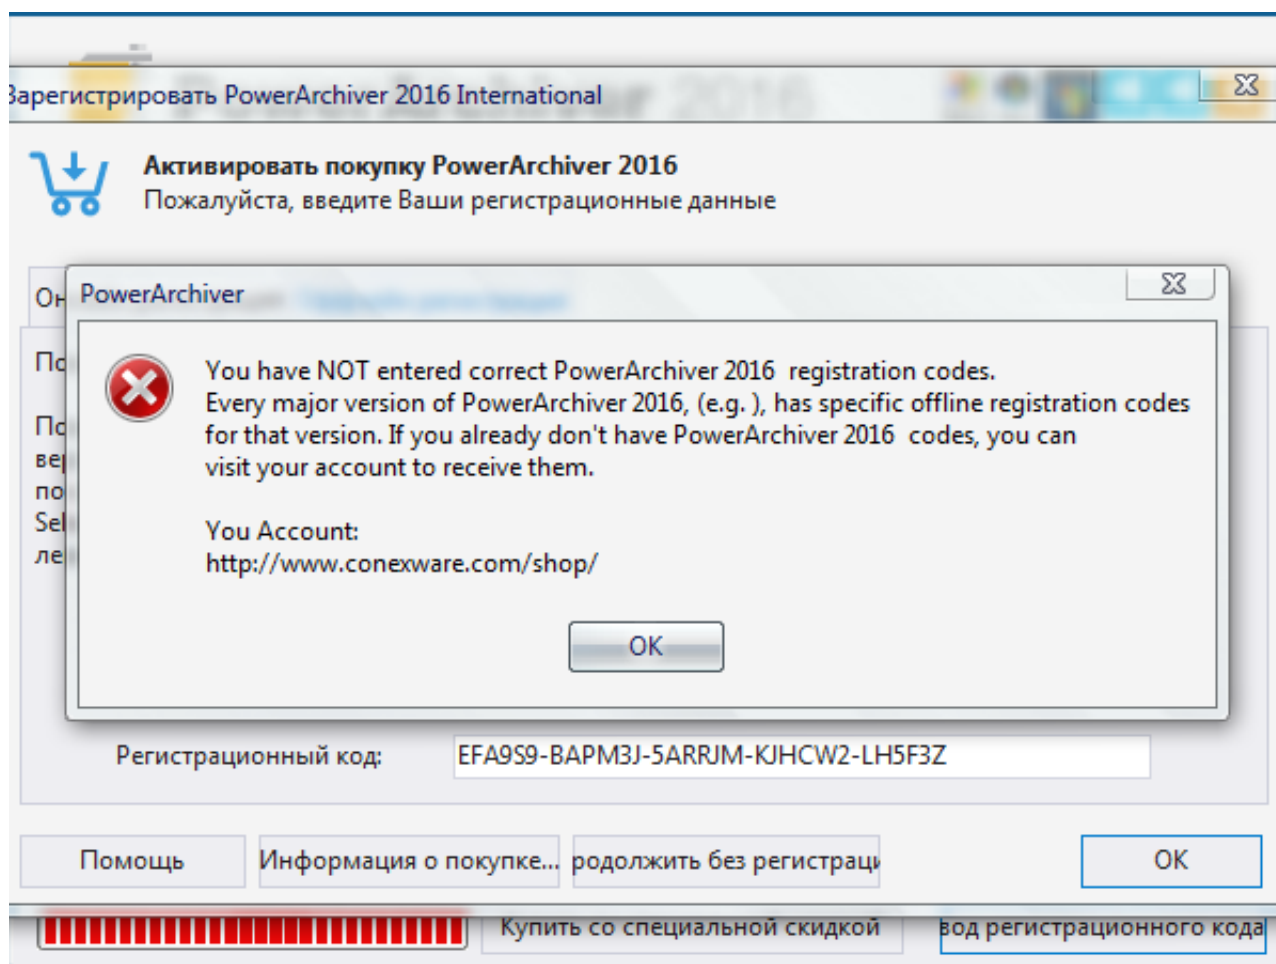 Зарегистрировать PowerArchiver 2016 International
Активировать покупку PowerArchiver 2016
Пожалуйста, введите Ваши регистрационные данные
PowerArchiver
You have NOT entered correct PowerArchiver 2016 registration codes.
Every major version of PowerArchiver 2016, (e.g. ), has specific offline registration codes
for that version. If you already don't have PowerArchiver 2016 codes, you can
visit your account to receive them.
You Account:
http://www.conexware.com/shop/
OK
Регистрационный код: EFA9S9-BAPM3J-5ARRJM-KJHCW2-LH5F3Z
Помощь
Информация о покупке...
родолжить без регистраци
OK
Купить со специальной скидкой
вод регистрационного кода